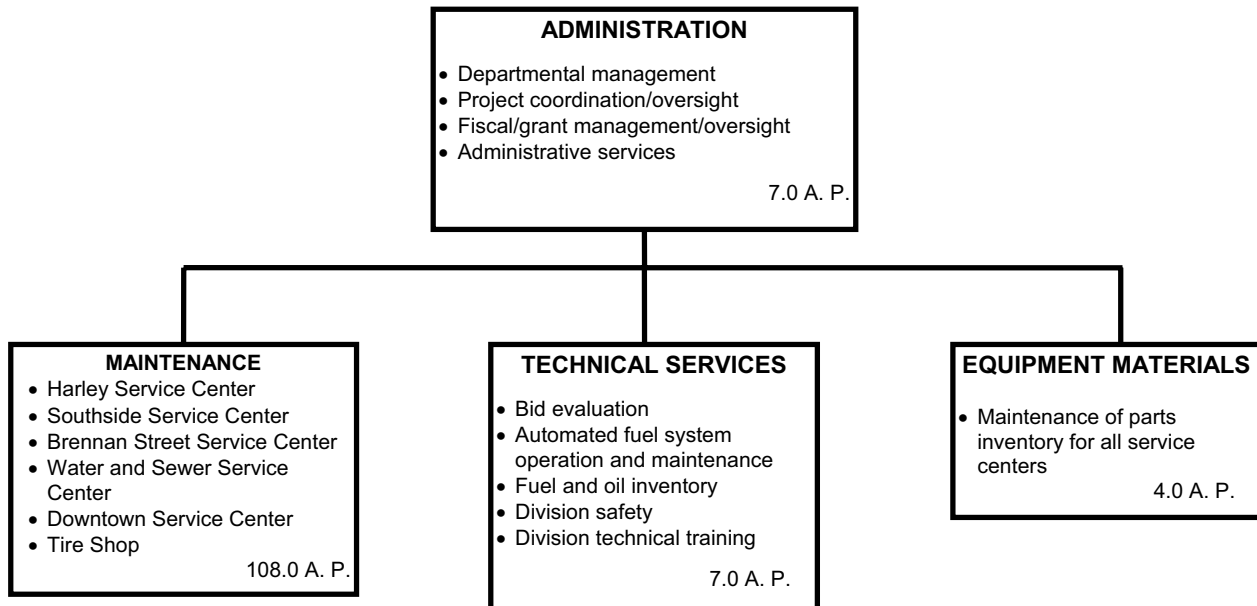 ADMINISTRATION
• Departmental management
• Project coordination/oversight
• Fiscal/grant management/oversight
• Administrative services
7.0 A. P.
MAINTENANCE
• Harley Service Center
• Southside Service Center
• Brennan Street Service Center
• Water and Sewer Service
Center
• Downtown Service Center
• Tire Shop
108.0 A. P.
TECHNICAL SERVICES
• Bid evaluation
• Automated fuel system
operation and maintenance
• Fuel and oil inventory
• Division safety
• Division technical training
7.0 A. P.
EQUIPMENT MATERIALS
• Maintenance of parts
inventory for all service
centers
4.0 A. P.